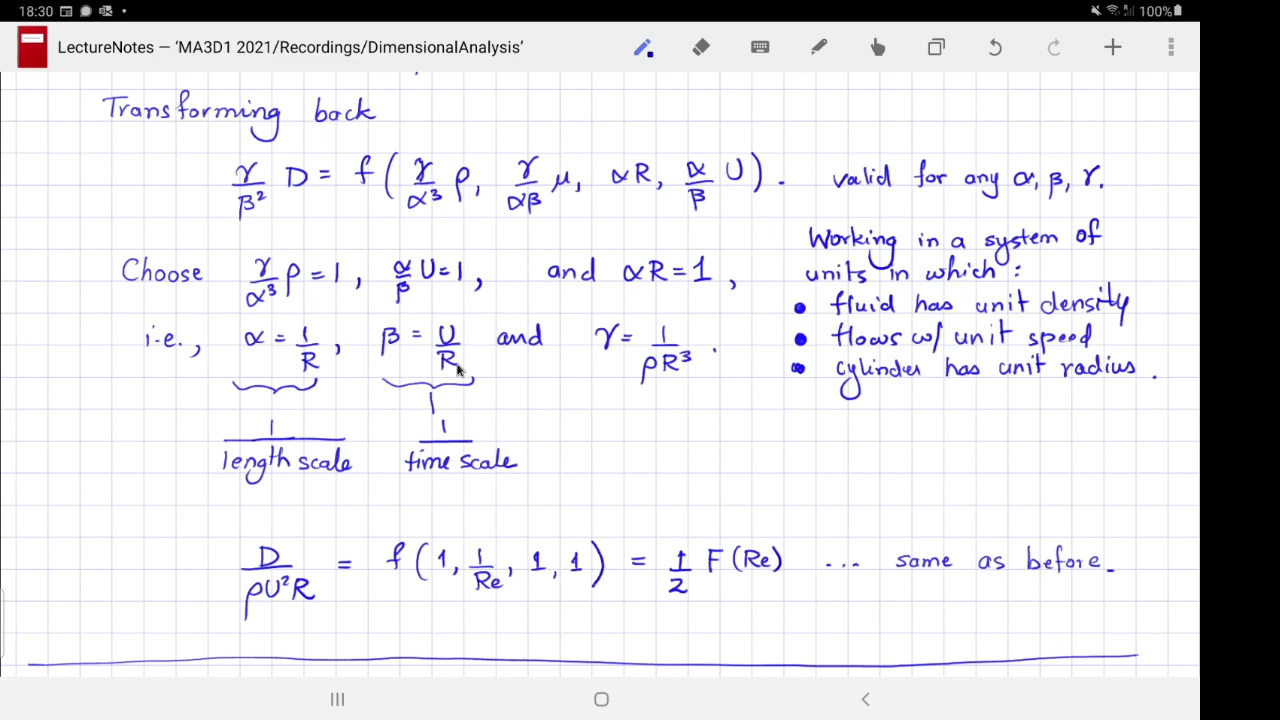 18:30 100%
LectureNotes — ‘MA3D1 2021/Recordings/DimensionalAnalysis’
Transforming back
γ/β² D = f(γ/α³ ρ, γ/αβ μ, αR, α/β U). valid for any α, β, γ.
Choose γ/α³ ρ = 1, α/β U = 1, and αR = 1,
i.e., α = 1/R, β = U/R and γ = 1/ρR³.
1/length scale 1/time scale
Working in a system of
units in which:
• fluid has unit density
• flows w/ unit speed
• cylinder has unit radius.
D/ρU²R = f(1, 1/Re, 1, 1) = 1/2 F(Re) ... same as before.